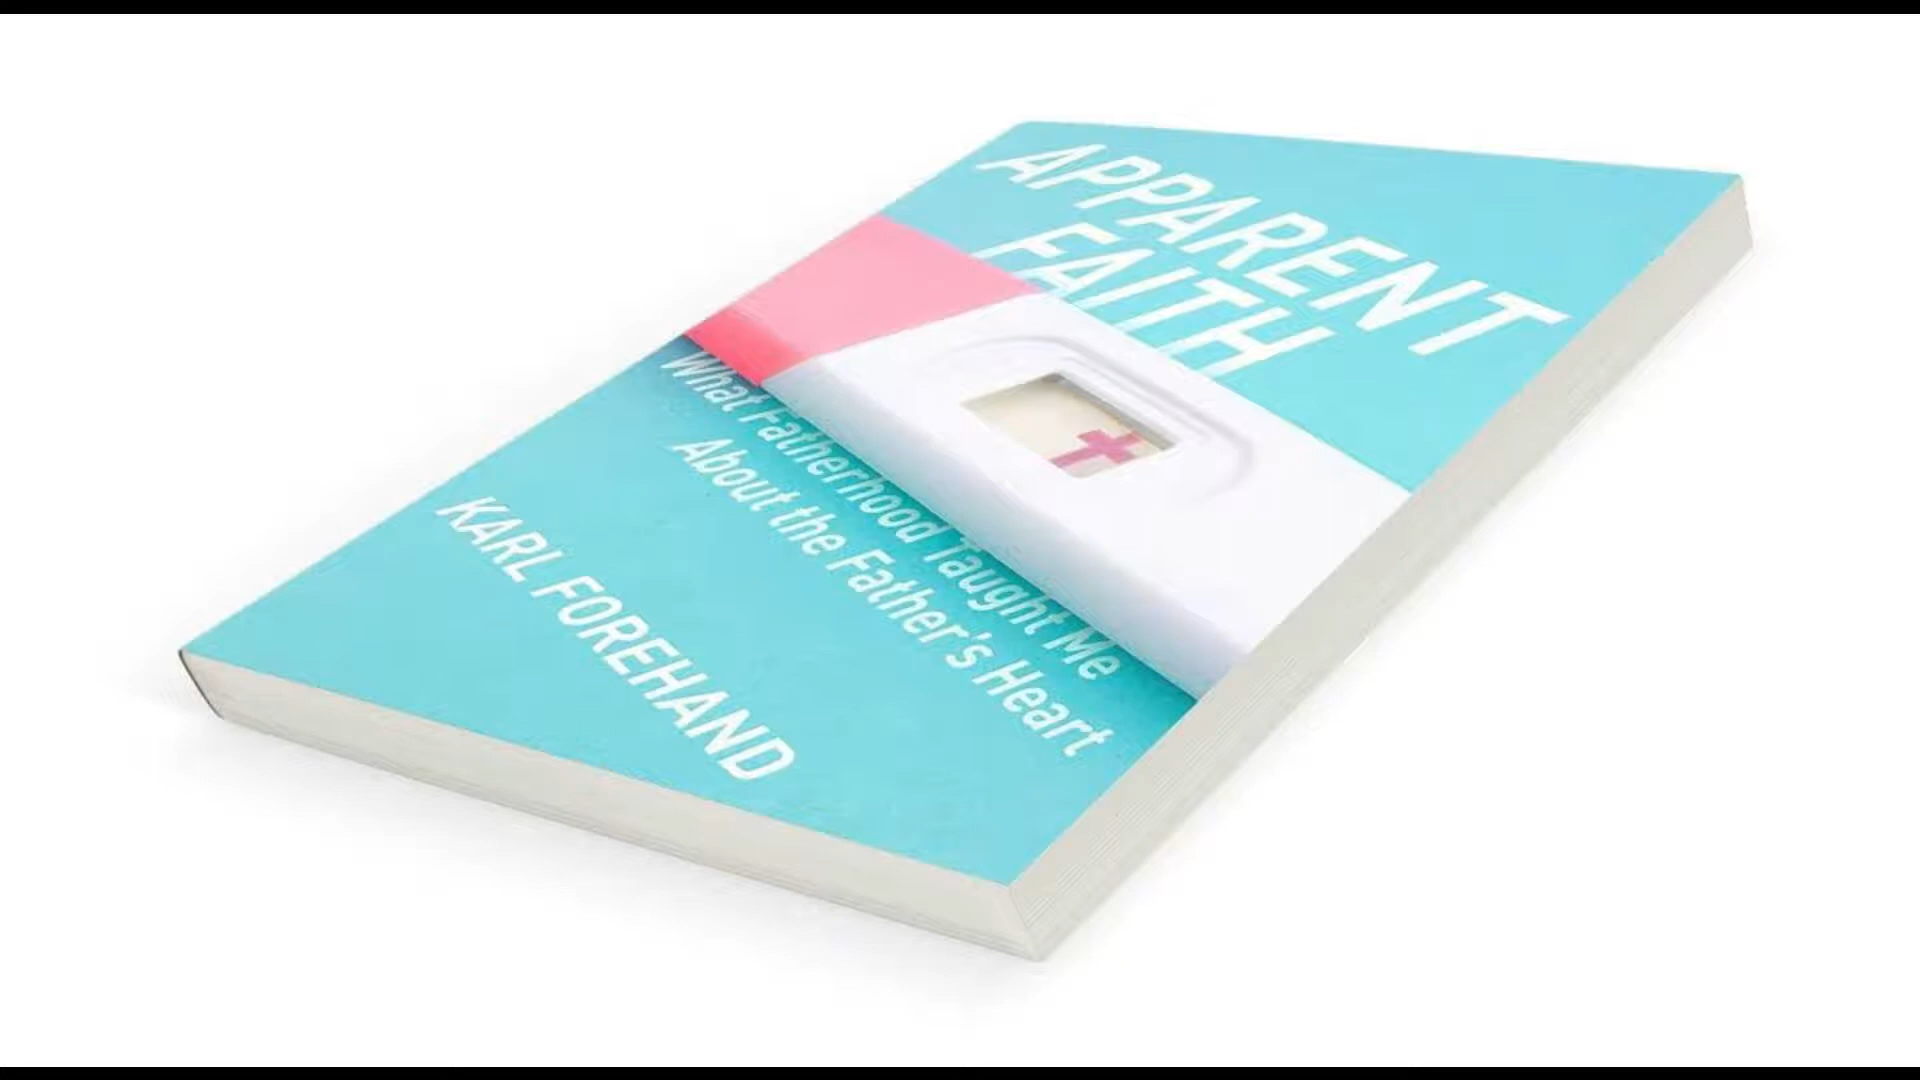 APPARENT
FAITH
What Fatherhood Taught Me
About the Father's Heart
KARL FOREHAND